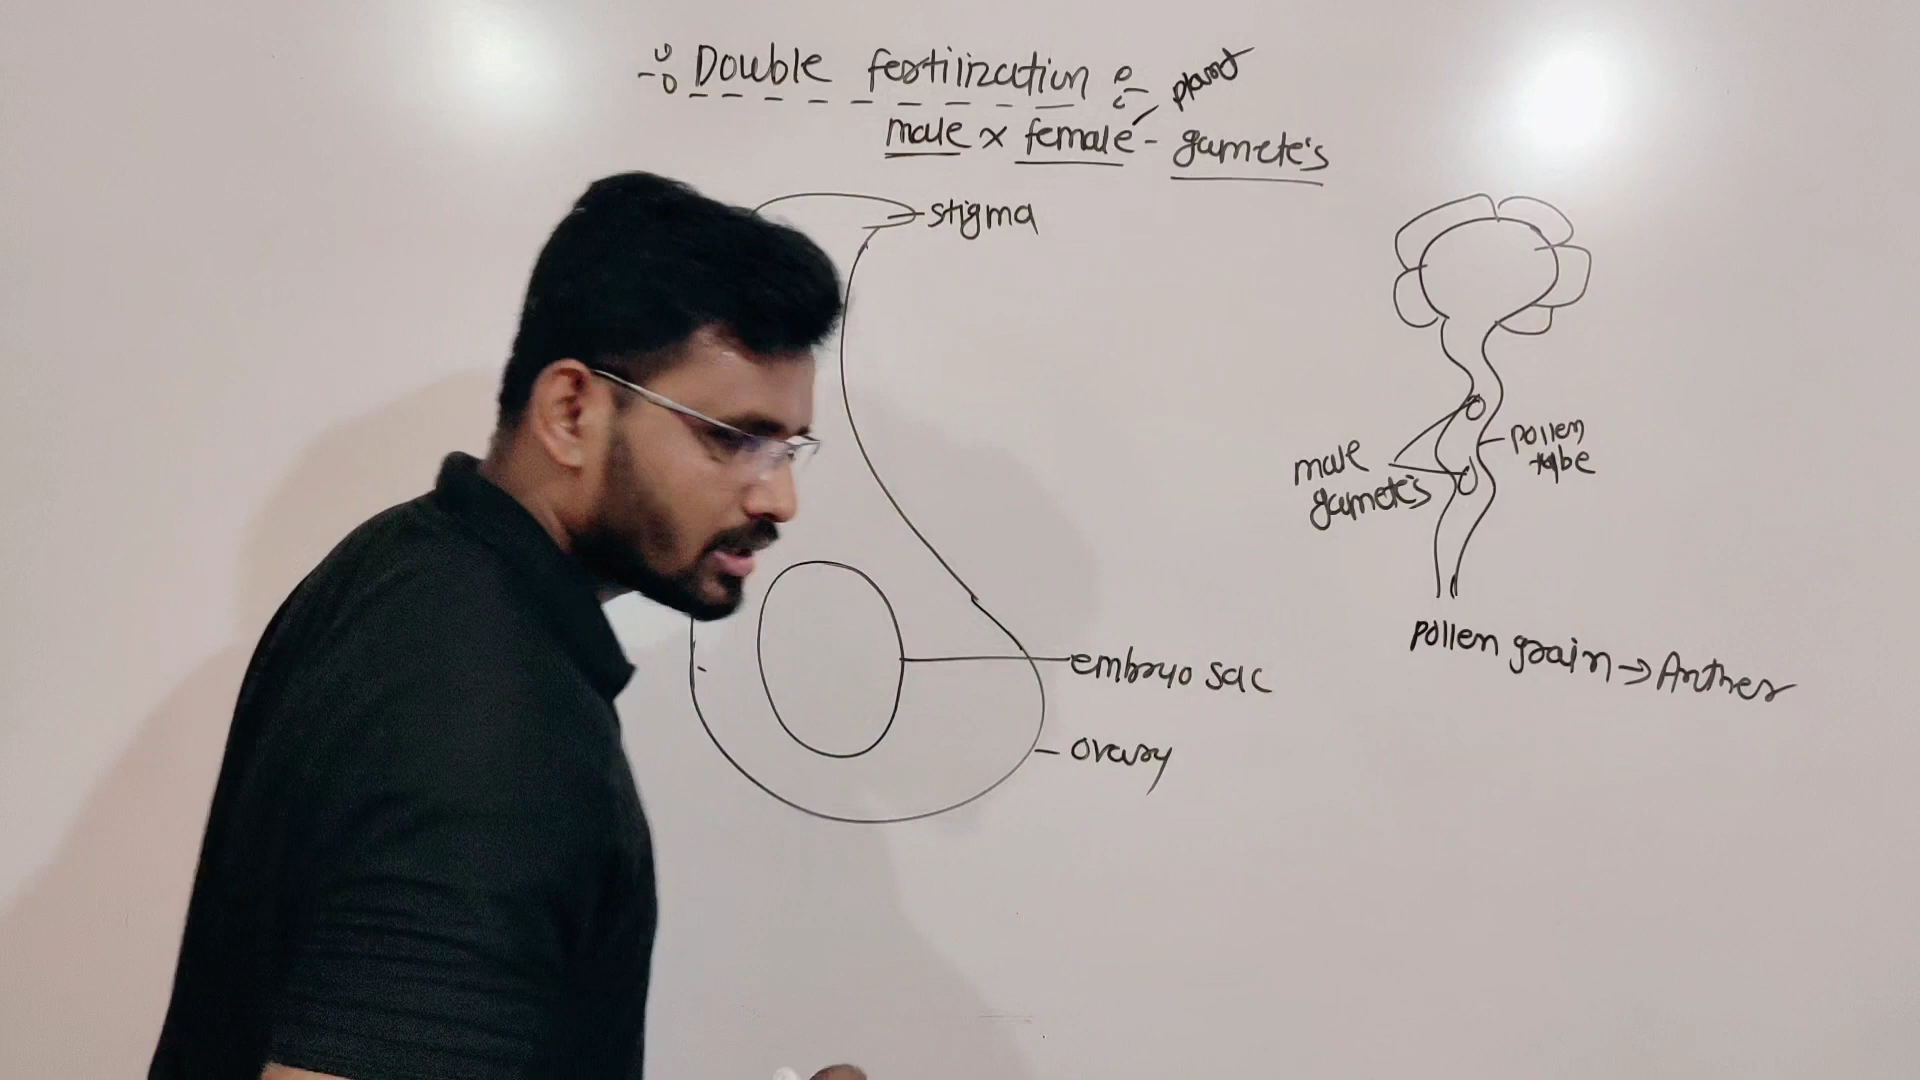 Double fertilization :-
plant
male x female - gamete's
stigma
pollen
tube
male
gamete's
pollen grain → Anther
embryo sac
ovary